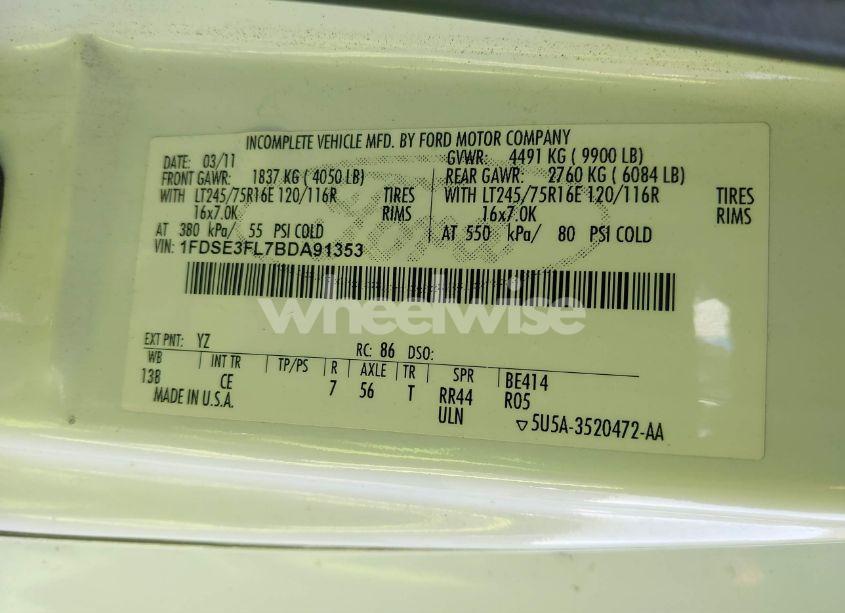 INCOMPLETE VEHICLE MFD. BY FORD MOTOR COMPANY
DATE: 03/11 GVWR: 4491 KG ( 9900 LB)
FRONT GAWR: 1837 KG ( 4050 LB) REAR GAWR: 2760 KG ( 6084 LB)
WITH LT245/75R16E 120/116R TIRES WITH LT245/75R16E 120/116R TIRES
16x7.0K RIMS 16x7.0K RIMS
AT 380 kPa/ 55 PSI COLD AT 550 kPa/ 80 PSI COLD
VIN: 1FDSE3FL7BDA91353
wheelwise
EXT PNT: YZ RC: 86 DSO:
WB INT TR TP/PS R AXLE TR SPR BE414
138 CE 7 56 T RR44 R05
MADE IN U.S.A. ULN ▽5U5A-3520472-AA